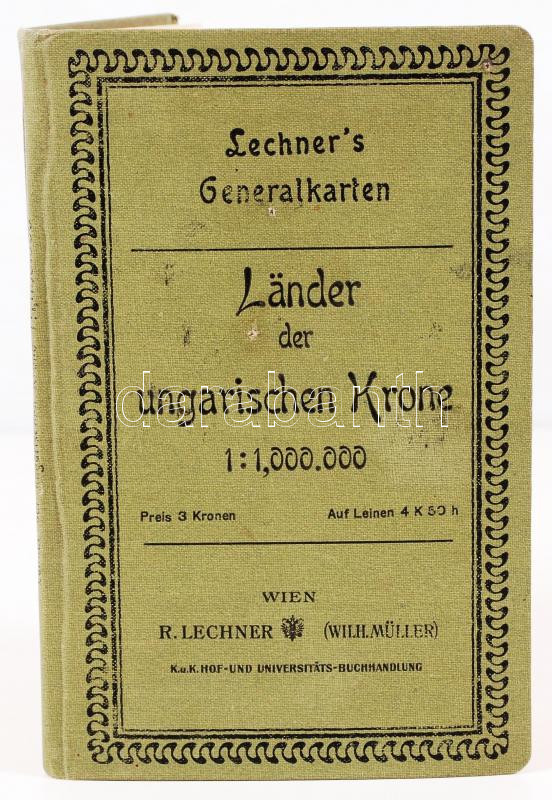 Lechner's
Generalkarten
Länder
der
ungarischen Krone
1:1,000.000
Preis 3 Kronen Auf Leinen 4 K 50 h
WIEN
R. LECHNER (WILH. MÜLLER)
K.u.K. HOF-UND UNIVERSITÄTS-BUCHHANDLUNG
darabanth